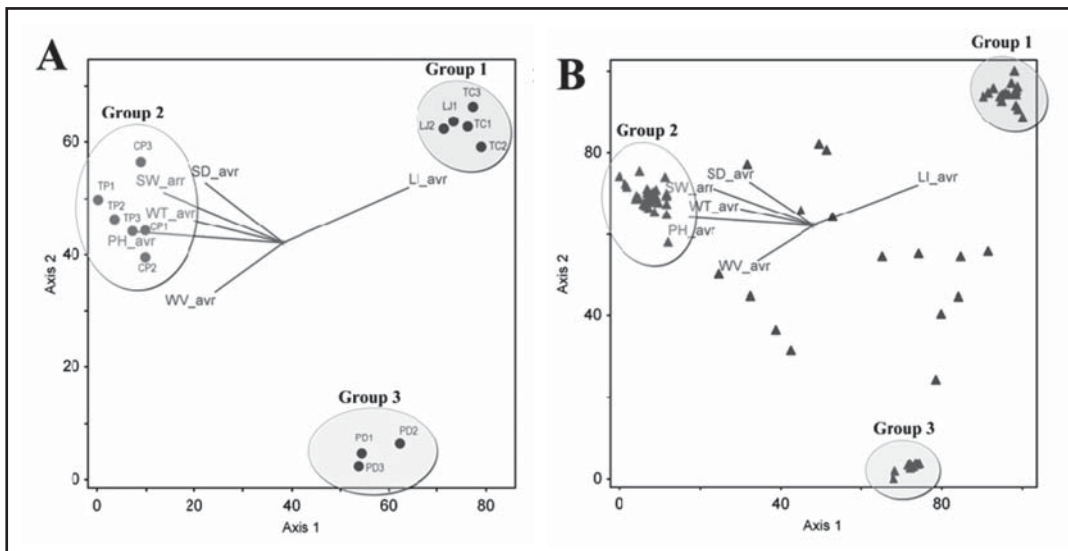 A
Group 1
TC3
LJ1
LJ2
TC1
TC2
Group 2
CP3
TP1
TP2
TP3
CP1
CP2
SD_avr
SW_arr
WT_avr
PH_avr
WV_avr
LI_avr
Group 3
PD1
PD2
PD3
60
40
20
0
Axis 2
0
20
40
60
80
Axis 1
B
Group 1
Group 2
SD_avr
SW_arr
WT_avr
PH_avr
WV_avr
LI_avr
Group 3
80
40
0
Axis 2
0
40
80
Axis 1